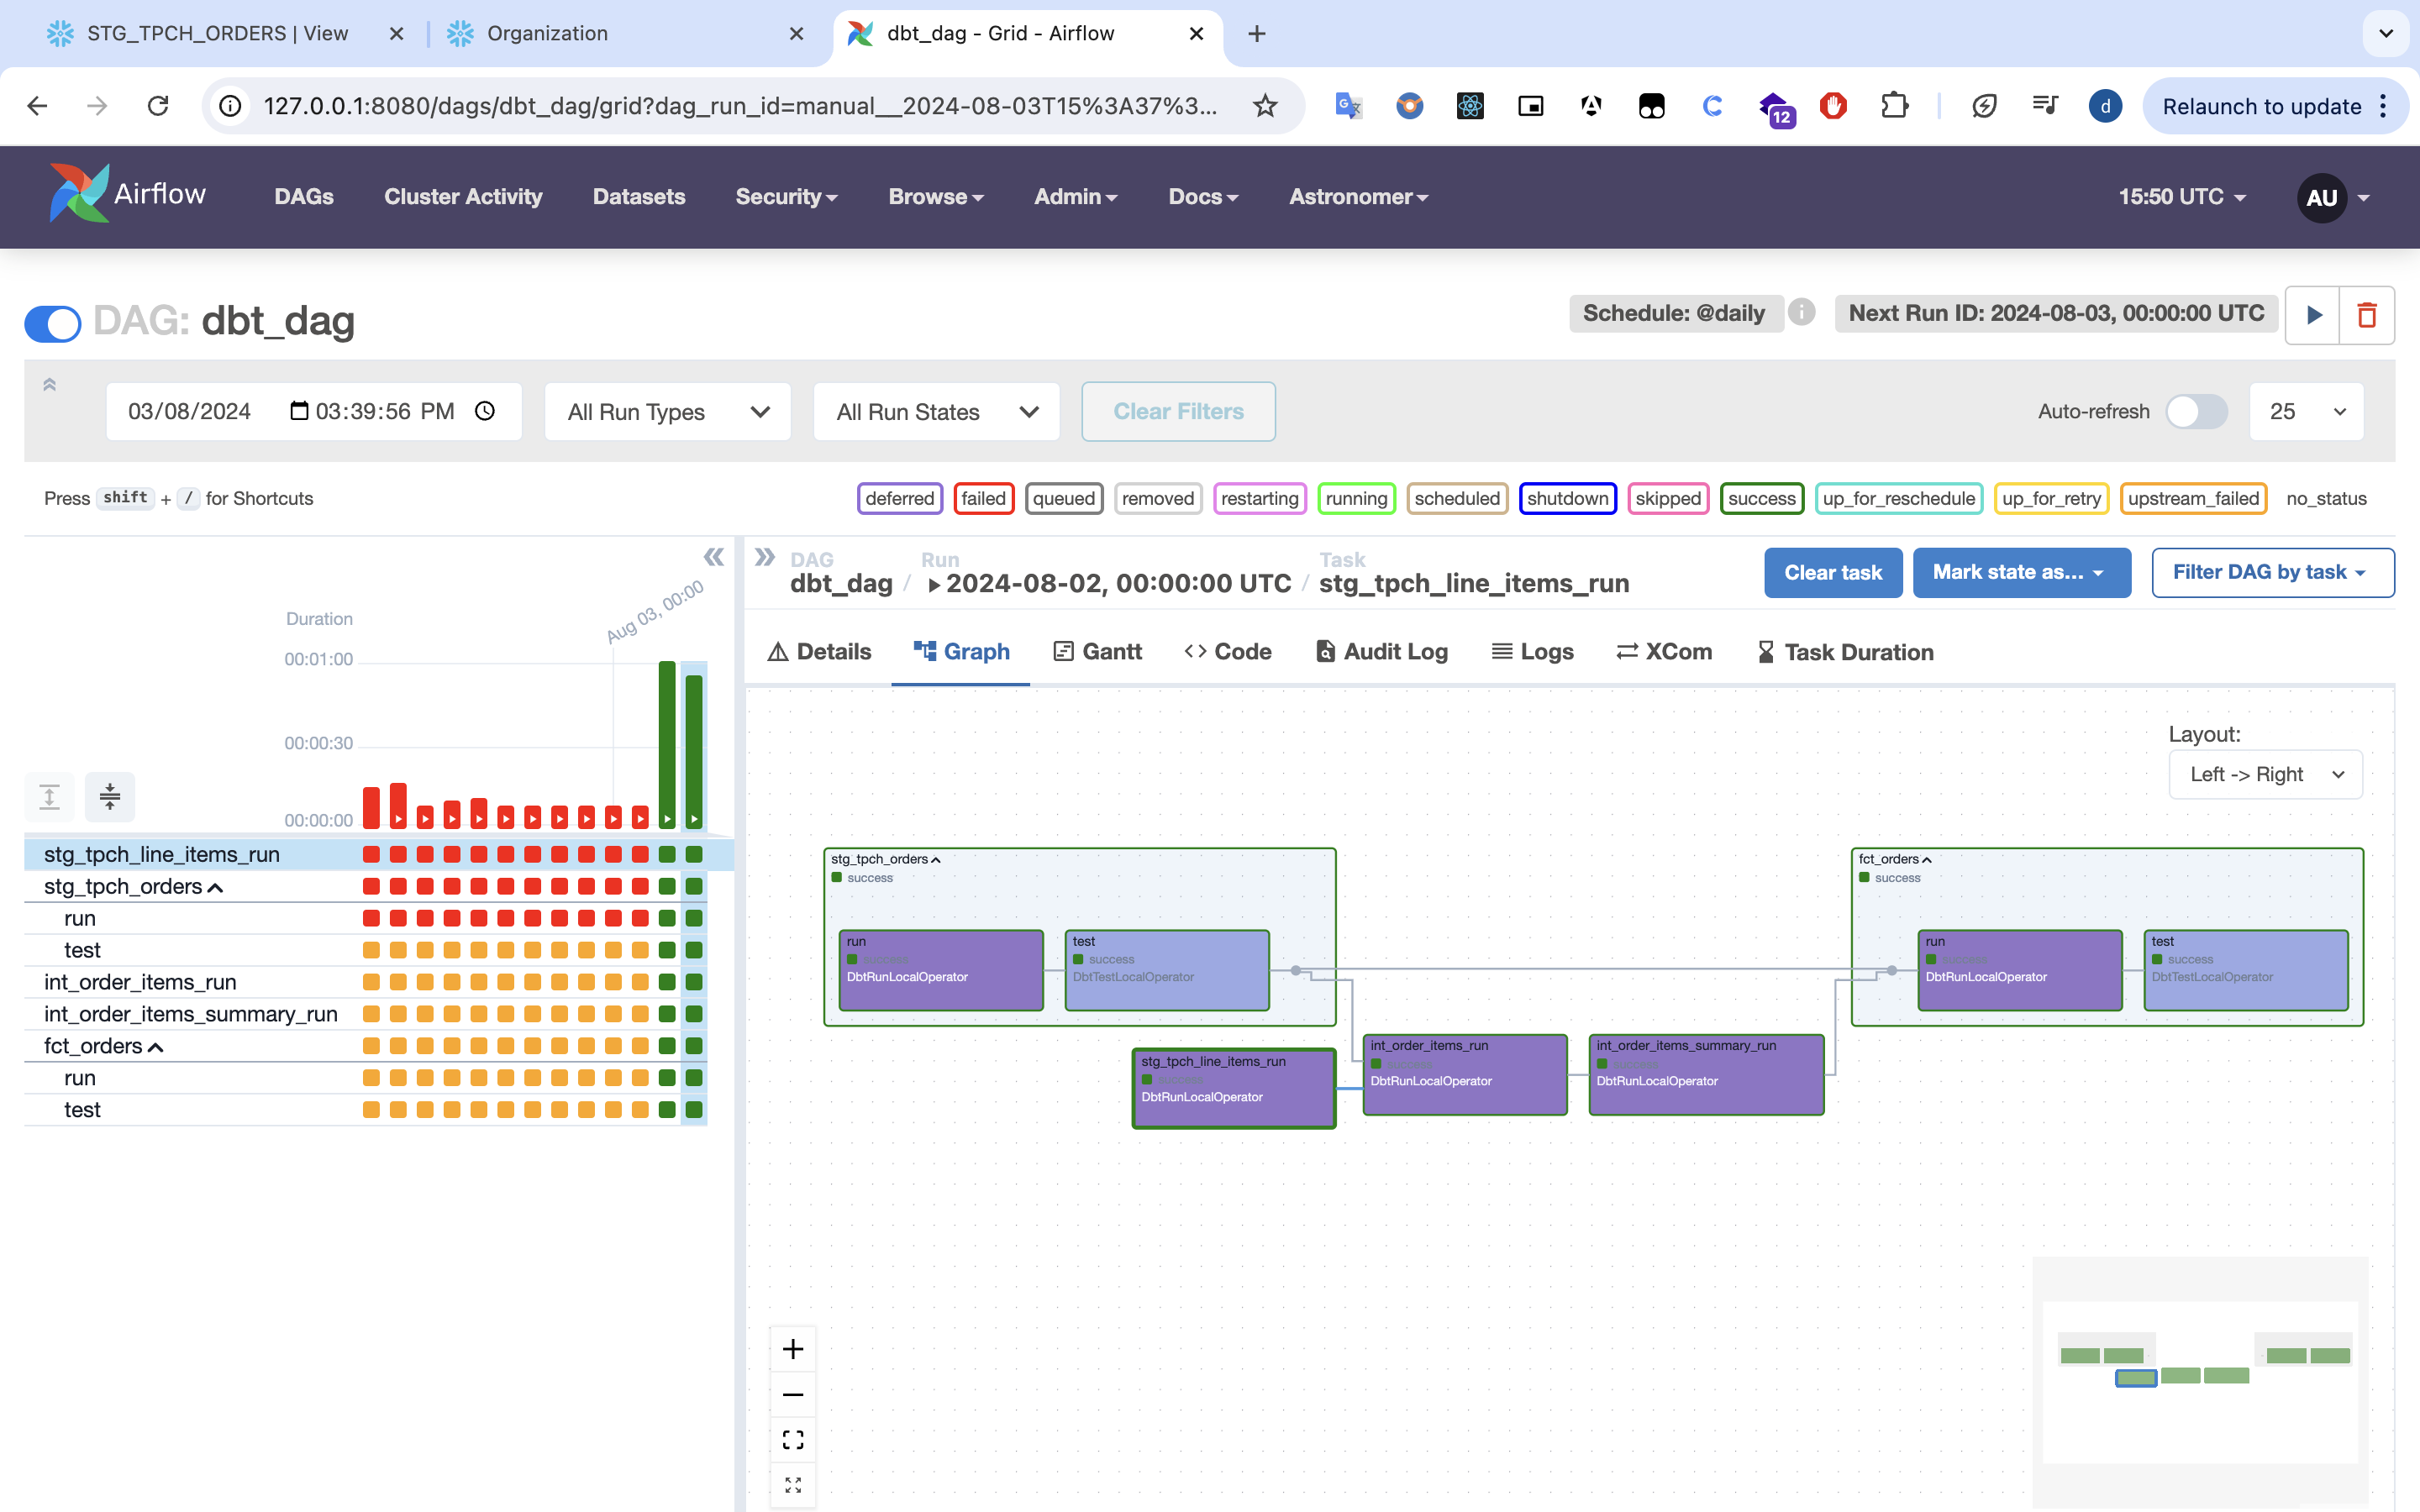 STG_TPCH_ORDERS | View
Organization
dbt_dag - Grid - Airflow
127.0.0.1:8080/dags/dbt_dag/grid?dag_run_id=manual__2024-08-03T15%3A37%3...
12
d
Relaunch to update
Airflow
DAGs
Cluster Activity
Datasets
Security
Browse
Admin
Docs
Astronomer
15:50 UTC
AU
DAG: dbt_dag
Schedule: @daily
Next Run ID: 2024-08-03, 00:00:00 UTC
03/08/2024
03:39:56 PM
All Run Types
All Run States
Clear Filters
Auto-refresh
25
Press shift + / for Shortcuts
deferred
failed
queued
removed
restarting
running
scheduled
shutdown
skipped
success
up_for_reschedule
up_for_retry
upstream_failed
no_status
Duration
Aug 03, 00:00
00:01:00
00:00:30
00:00:00
stg_tpch_line_items_run
stg_tpch_orders
run
test
int_order_items_run
int_order_items_summary_run
fct_orders
run
test
DAG
dbt_dag
/
Run
2024-08-02, 00:00:00 UTC
/
Task
stg_tpch_line_items_run
Clear task
Mark state as...
Filter DAG by task
Details
Graph
Gantt
Code
Audit Log
Logs
XCom
Task Duration
Layout:
Left -> Right
stg_tpch_orders
success
run
success
DbtRunLocalOperator
test
success
DbtTestLocalOperator
stg_tpch_line_items_run
success
DbtRunLocalOperator
int_order_items_run
success
DbtRunLocalOperator
int_order_items_summary_run
success
DbtRunLocalOperator
fct_orders
success
run
success
DbtRunLocalOperator
test
success
DbtTestLocalOperator